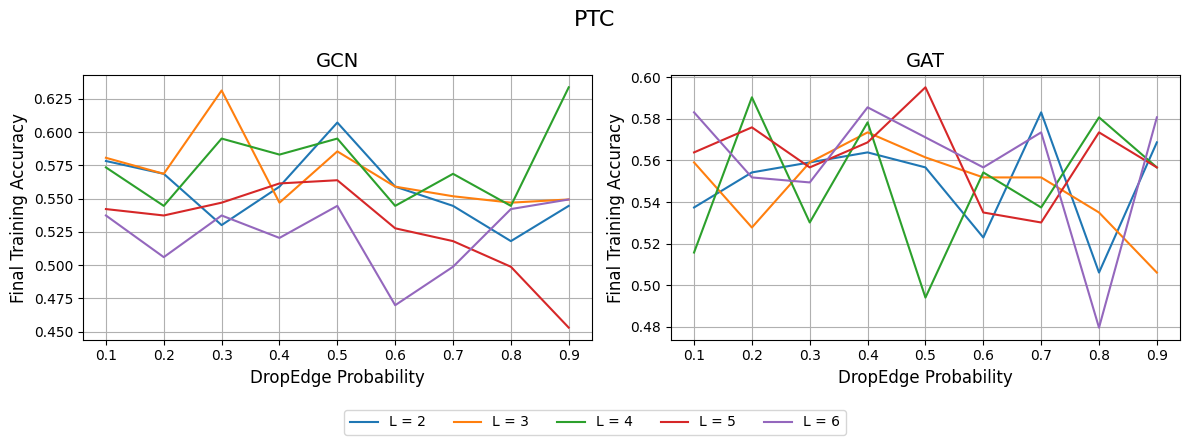 PTC
GCN
Final Training Accuracy
0.625
0.600
0.575
0.550
0.525
0.500
0.475
0.450
0.1 0.2 0.3 0.4 0.5 0.6 0.7 0.8 0.9
DropEdge Probability
GAT
Final Training Accuracy
0.60
0.58
0.56
0.54
0.52
0.50
0.48
0.1 0.2 0.3 0.4 0.5 0.6 0.7 0.8 0.9
DropEdge Probability
L = 2 L = 3 L = 4 L = 5 L = 6